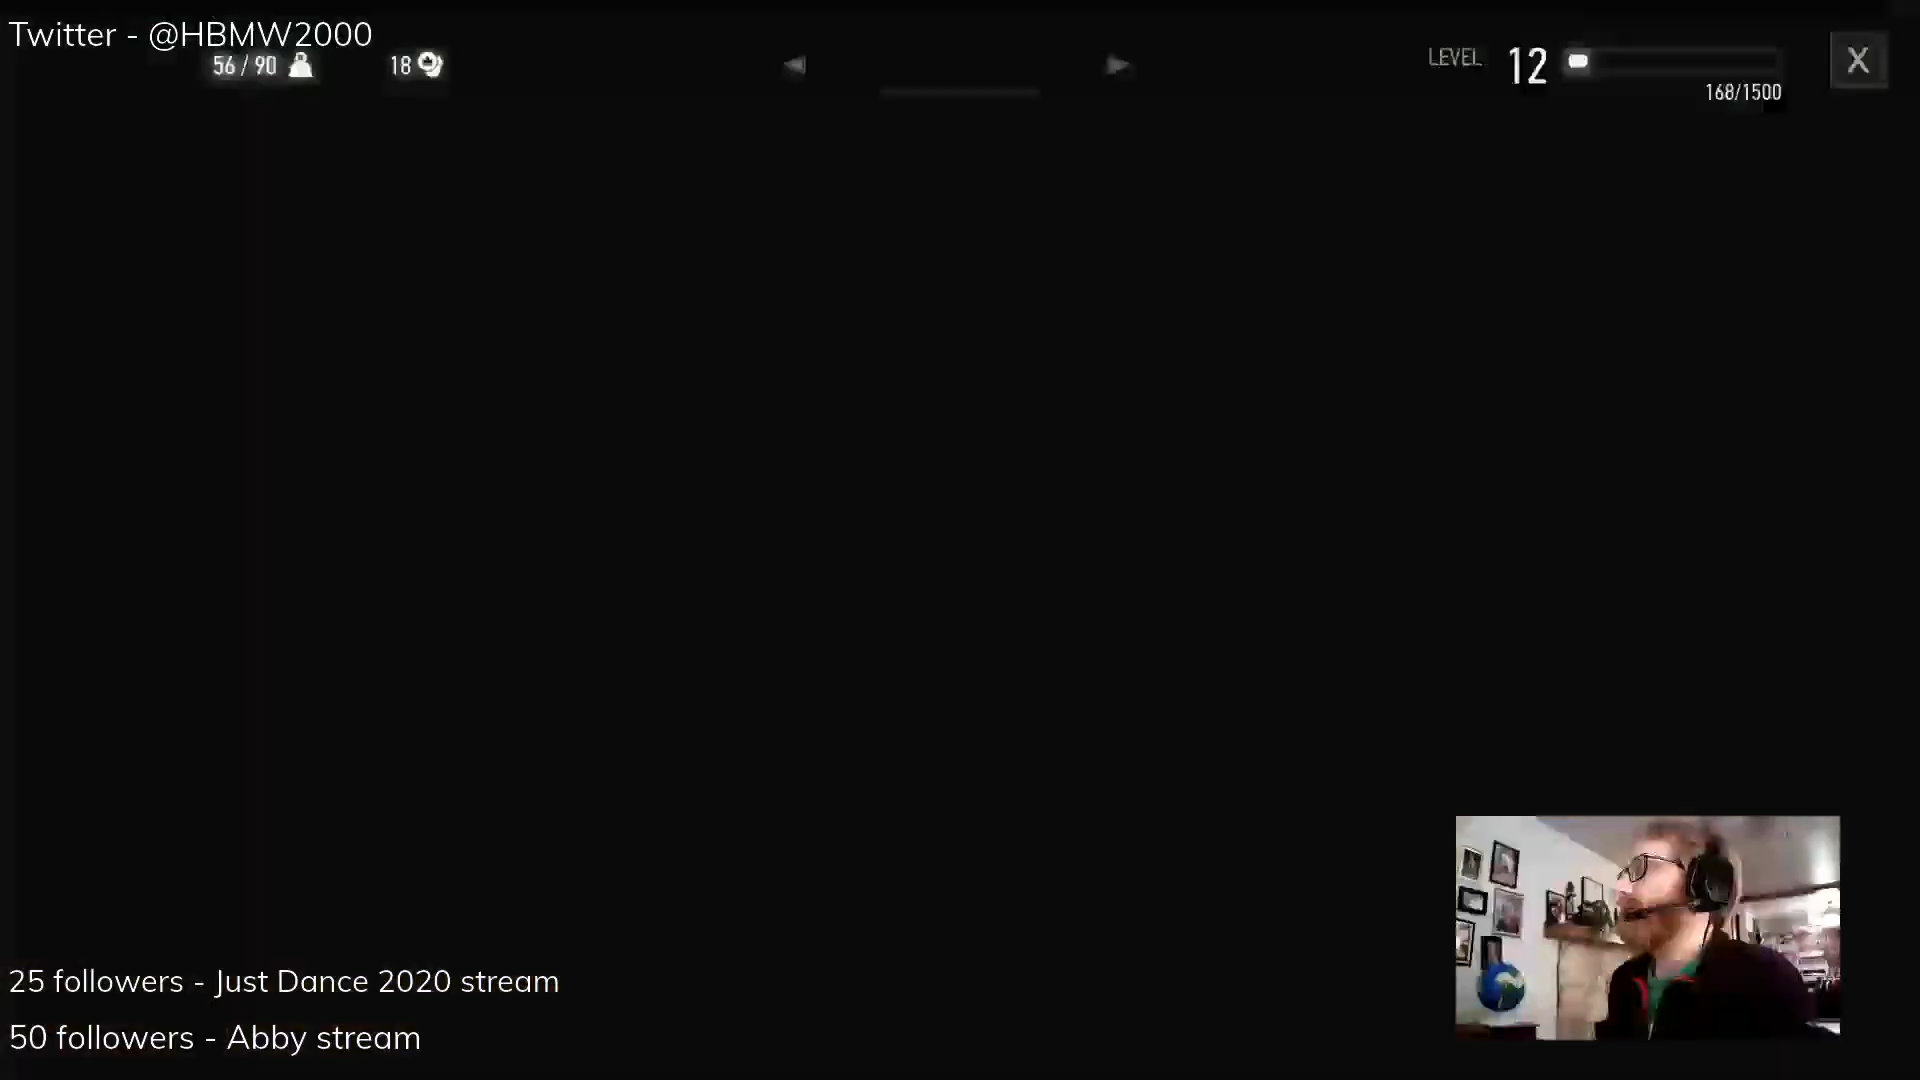 Twitter - @HBMW2000
56 / 90
18
LEVEL 12
168/1500
X
25 followers - Just Dance 2020 stream
50 followers - Abby stream